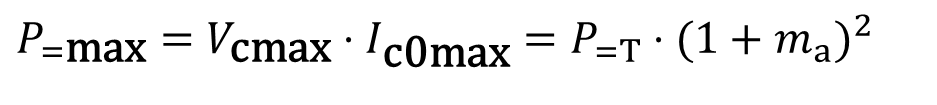 P₌max = Vcmax · Ic0max = P₌T · (1 + mₐ)²